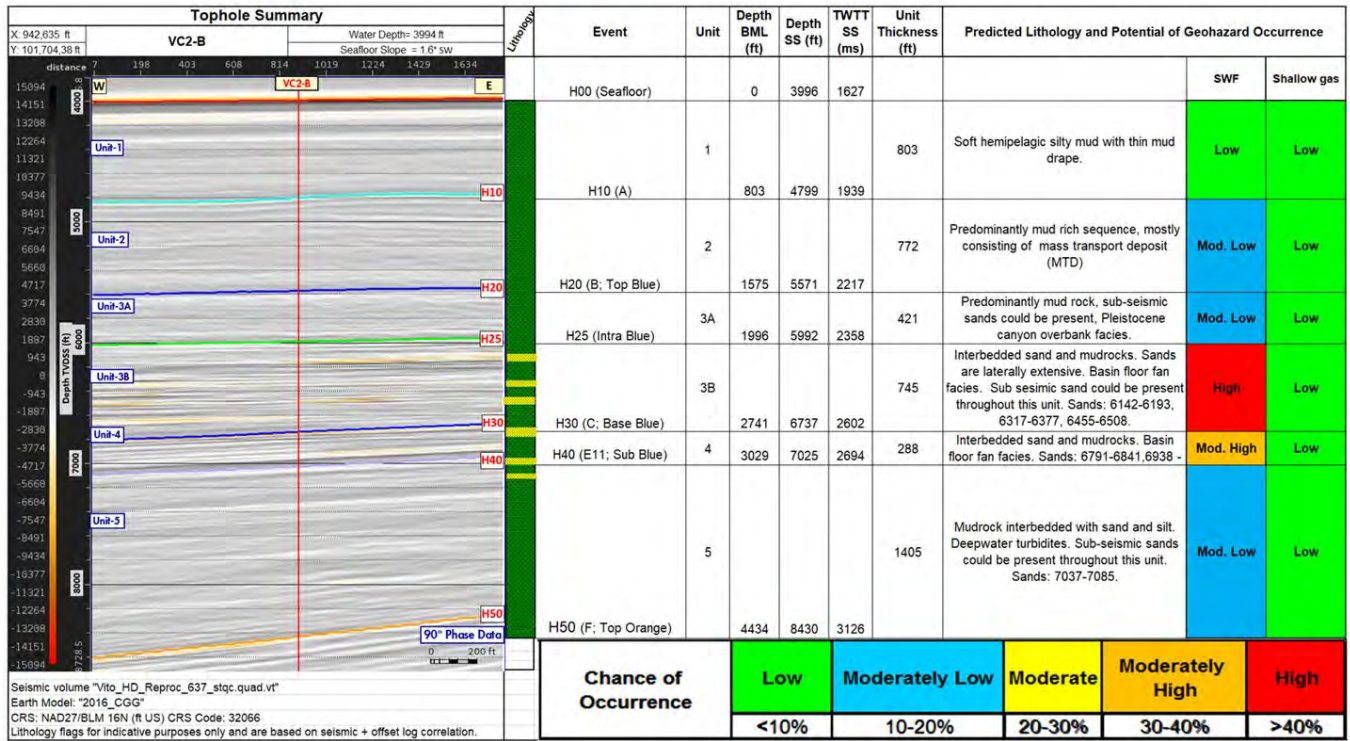 Tophole Summary
X: 942,635 ft
Y: 101,704,38 ft
VC2-B
Water Depth= 3994 ft
Seafloor Slope = 1.6° sw
Lithology
Event
Unit
Depth BML (ft)
Depth SS (ft)
TWTT SS (ms)
Unit Thickness (ft)
Predicted Lithology and Potential of Geohazard Occurrence
SWF
Shallow gas
distance 7 198 403 608 814 1019 1224 1429 1634
W
VC2-B
E
15094
14151
13208
12264
11321
10377
9434
8491
7547
6604
5660
4717
3774
2830
1887
943
0
-943
-1887
-2830
-3774
-4717
-5660
-6604
-7547
-8491
-9434
-10377
-11321
-12264
-13208
-14151
-15094
Depth TVDSS (ft)
4000
5000
6000
7000
8000
8728.5
Unit-1
H10
Unit-2
H20
Unit-3A
H25
Unit-3B
H30
Unit-4
H40
Unit-5
H50
90° Phase Data
0 200 ft
H00 (Seafloor) 0 3996 1627
1 803
Soft hemipelagic silty mud with thin mud
drape.
Low Low
H10 (A) 803 4799 1939
2 772
Predominantly mud rich sequence, mostly
consisting of mass transport deposit
(MTD)
Mod. Low Low
H20 (B; Top Blue) 1575 5571 2217
3A 421
Predominantly mud rock, sub-seismic
sands could be present, Pleistocene
canyon overbank facies.
Mod. Low Low
H25 (Intra Blue) 1996 5992 2358
3B 745
Interbedded sand and mudrocks. Sands
are laterally extensive. Basin floor fan
facies. Sub sesimic sand could be present
throughout this unit. Sands: 6142-6193,
6317-6377, 6455-6508.
High Low
H30 (C; Base Blue) 2741 6737 2602
4 288
Interbedded sand and mudrocks. Basin
floor fan facies. Sands: 6791-6841,6938 -
Mod. High Low
H40 (E11; Sub Blue) 3029 7025 2694
5 1405
Mudrock interbedded with sand and silt.
Deepwater turbidites. Sub-seismic sands
could be present throughout this unit.
Sands: 7037-7085.
Mod. Low Low
H50 (F; Top Orange) 4434 8430 3126
Chance of
Occurrence
Low Moderately Low Moderate Moderately High High
<10% 10-20% 20-30% 30-40% >40%
Seismic volume "Vito_HD_Reproc_637_stqc.quad.vt"
Earth Model: "2016_CGG"
CRS: NAD27/BLM 16N (ft US) CRS Code: 32066
Lithology flags for indicative purposes only and are based on seismic + offset log correlation.